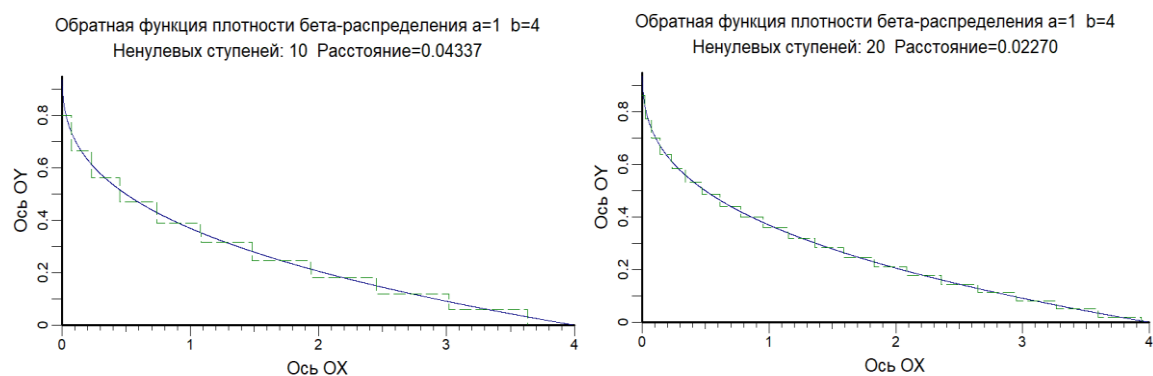 Обратная функция плотности бета-распределения a=1 b=4
Ненулевых ступеней: 10 Расстояние=0.04337
Ось OY
0
0.2
0.4
0.6
0.8
0
1
2
3
4
Ось OX
Обратная функция плотности бета-распределения a=1 b=4
Ненулевых ступеней: 20 Расстояние=0.02270
Ось OY
0
0.2
0.4
0.6
0.8
0
1
2
3
4
Ось OX